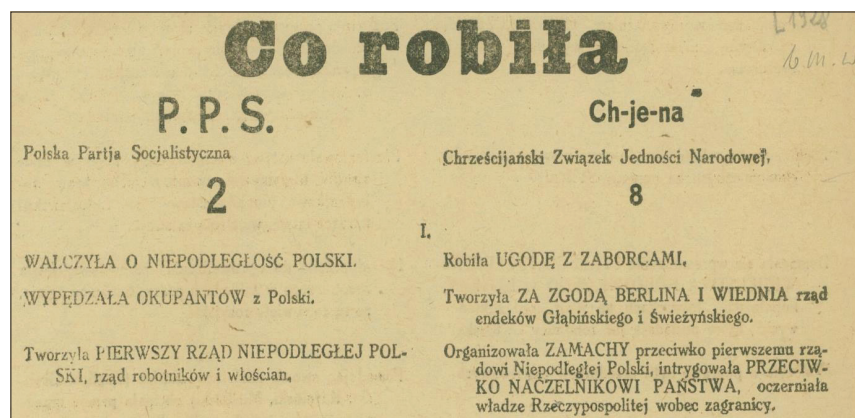 Co robiła
P. P. S.
Polska Partja Socjalistyczna
2
Ch-je-na
Chrześcijański Związek Jedności Narodowej,
8
I.
WALCZYŁA O NIEPODLEGŁOŚĆ POLSKI.
WYPĘDZAŁA OKUPANTÓW z Polski.
Tworzyła PIERWSZY RZĄD NIEPODLEGŁEJ POL-
SKI, rząd robotników i włościan,
Robiła UGODĘ Z ZABORCAMI,
Tworzyła ZA ZGODĄ BERLINA I WIEDNIA rząd
endeków Głąbińskiego i Świeżyńskiego.
Organizowała ZAMACHY przeciwko pierwszemu rzą-
dowi Niepodległej Polski, intrygowała PRZECIW-
KO NACZELNIKOWI PAŃSTWA, oczerniała
władze Rzeczypospolitej wobec zagranicy.